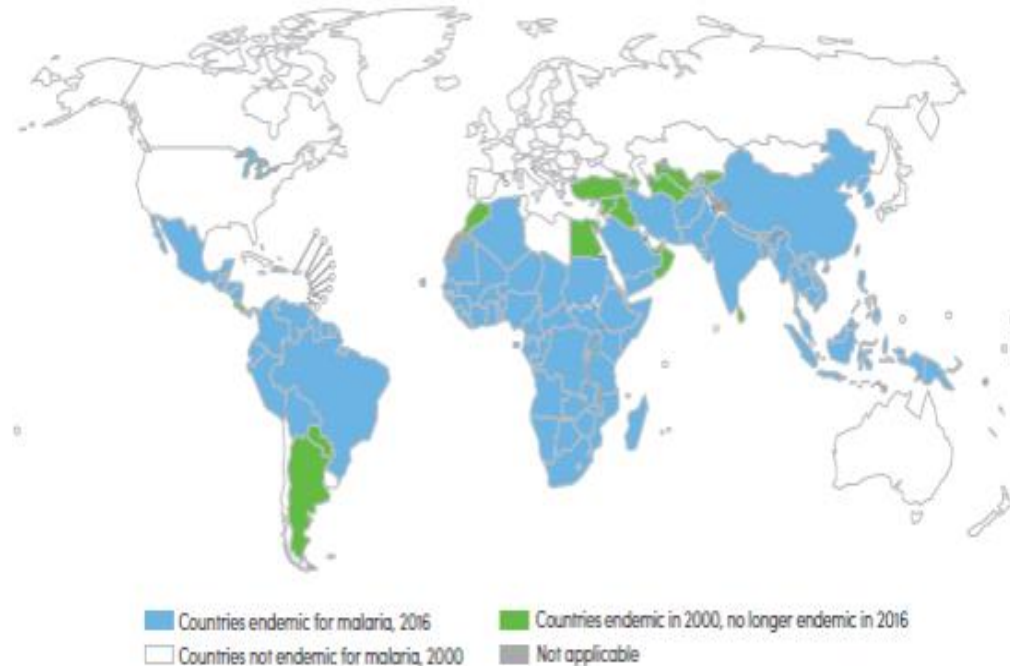 Countries endemic for malaria, 2016
Countries endemic in 2000, no longer endemic in 2016
Countries not endemic for malaria, 2000
Not applicable